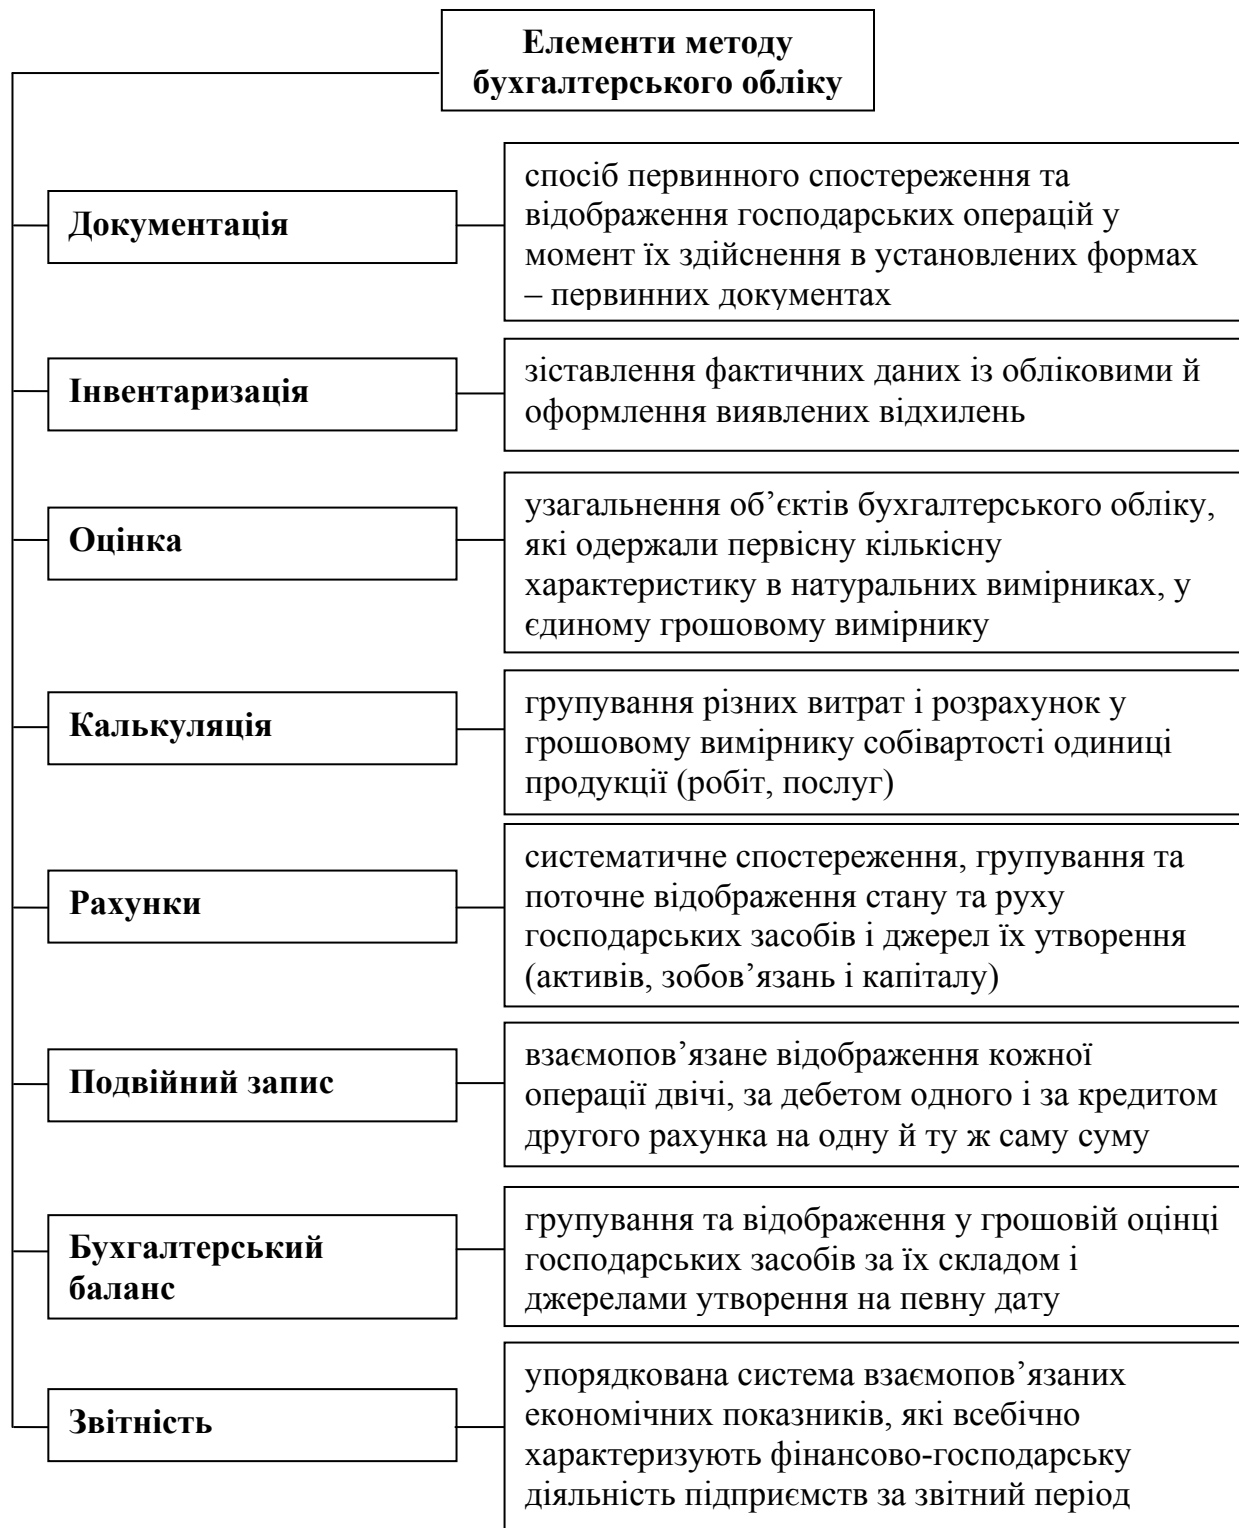 Елементи методу
бухгалтерського обліку
Документація
спосіб первинного спостереження та
відображення господарських операцій у
момент їх здійснення в установлених формах
– первинних документах
Інвентаризація
зіставлення фактичних даних із обліковими й
оформлення виявлених відхилень
Оцінка
узагальнення об’єктів бухгалтерського обліку,
які одержали первісну кількісну
характеристику в натуральних вимірниках, у
єдиному грошовому вимірнику
Калькуляція
групування різних витрат і розрахунок у
грошовому вимірнику собівартості одиниці
продукції (робіт, послуг)
Рахунки
систематичне спостереження, групування та
поточне відображення стану та руху
господарських засобів і джерел їх утворення
(активів, зобов’язань і капіталу)
Подвійний запис
взаємопов’язане відображення кожної
операції двічі, за дебетом одного і за кредитом
другого рахунка на одну й ту ж саму суму
Бухгалтерський
баланс
групування та відображення у грошовій оцінці
господарських засобів за їх складом і
джерелами утворення на певну дату
Звітність
упорядкована система взаємопов’язаних
економічних показників, які всебічно
характеризують фінансово-господарську
діяльність підприємств за звітний період